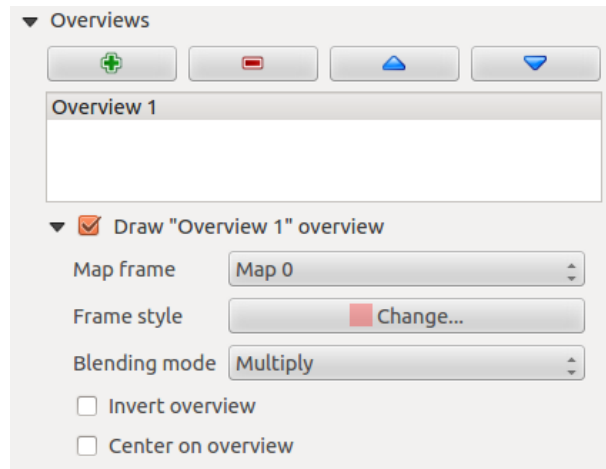 Overviews
Overview 1
Draw "Overview 1" overview
Map frame Map 0
Frame style Change...
Blending mode Multiply
Invert overview
Center on overview